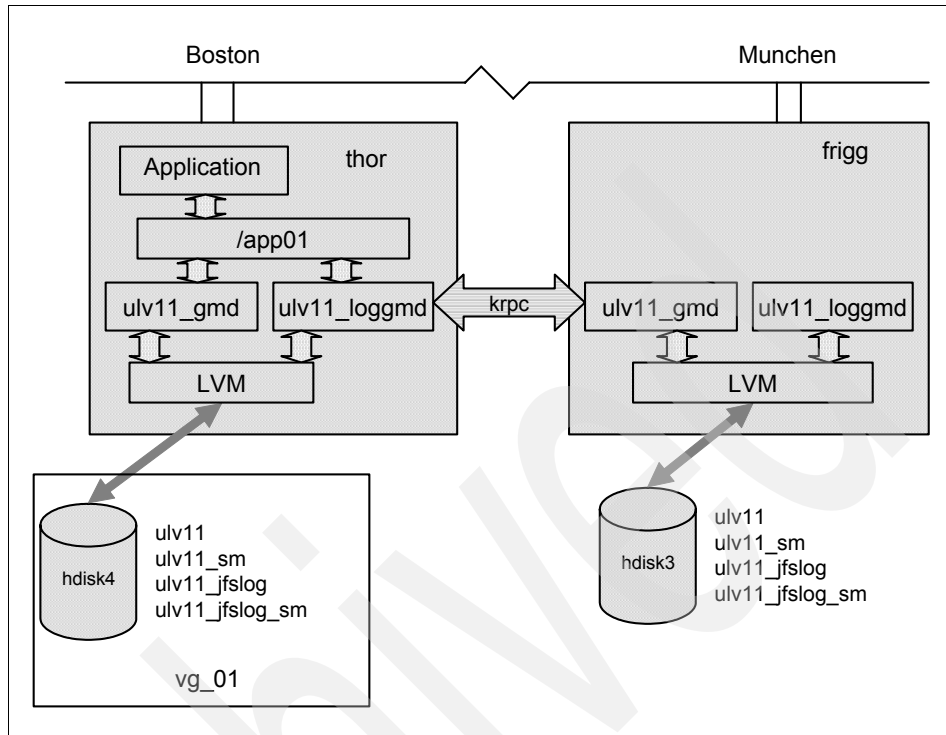 Boston
Munchen
thor
frigg
Application
/app01
ulv11_gmd
ulv11_loggmd
krpc
ulv11_gmd
ulv11_loggmd
LVM
LVM
hdisk4
ulv11
ulv11_sm
ulv11_jfslog
ulv11_jfslog_sm
vg_01
hdisk3
ulv11
ulv11_sm
ulv11_jfslog
ulv11_jfslog_sm